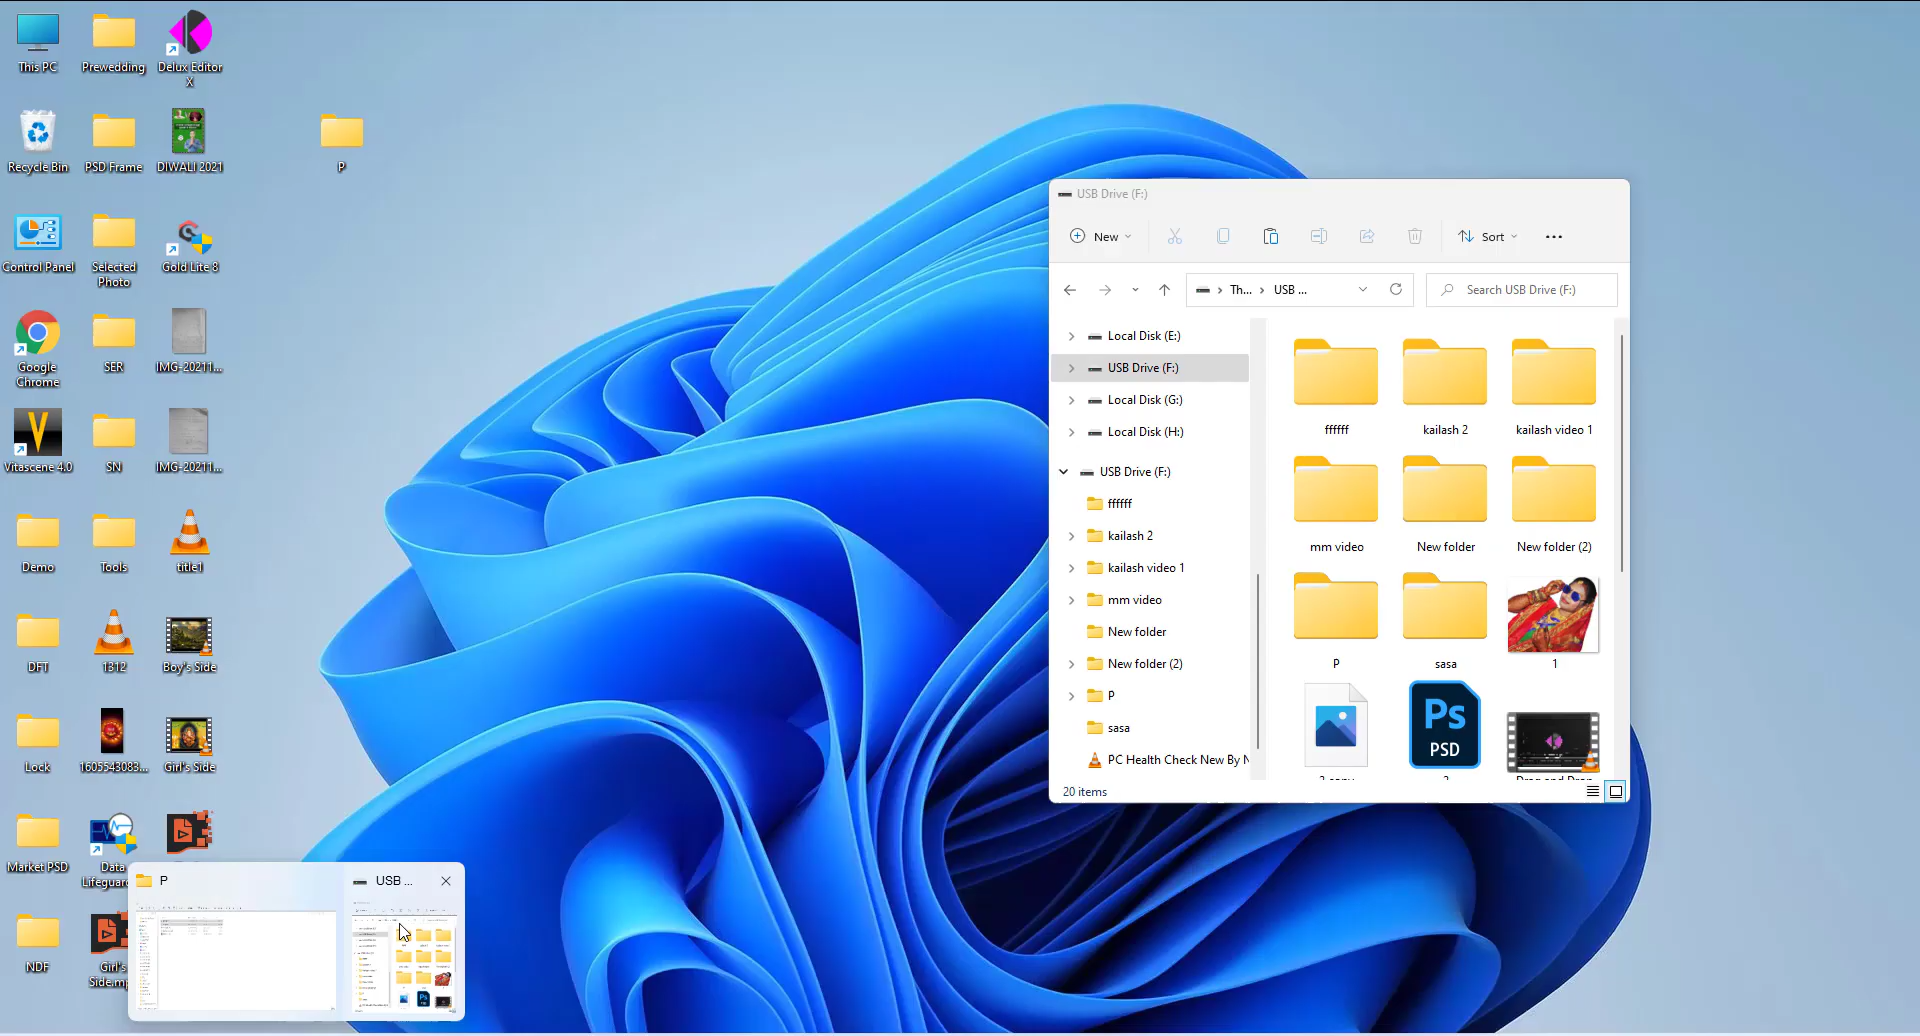 This PC
Prewedding
Delux Editor
X
Recycle Bin
PSD Frame
DIWALI 2021
P
Control Panel
Selected
Photo
Gold Lite 8
Google
Chrome
SER
IMG-20211...
Vitascene 4.0
SN
IMG-20211...
Demo
Tools
title1
DFT
1312
Boy's Side
Lock
1605543083...
Girl's Side
Market PSD
Data
Lifeguard
NDF
Girl's
Side.mp
P
USB ...
USB Drive (F:)
New
Sort
Th...
USB ...
Search USB Drive (F:)
Local Disk (E:)
USB Drive (F:)
Local Disk (G:)
Local Disk (H:)
USB Drive (F:)
ffffff
kailash 2
kailash video 1
mm video
New folder
New folder (2)
P
sasa
PC Health Check New By N
ffffff
kailash 2
kailash video 1
mm video
New folder
New folder (2)
P
sasa
1
Ps
PSD
20 items